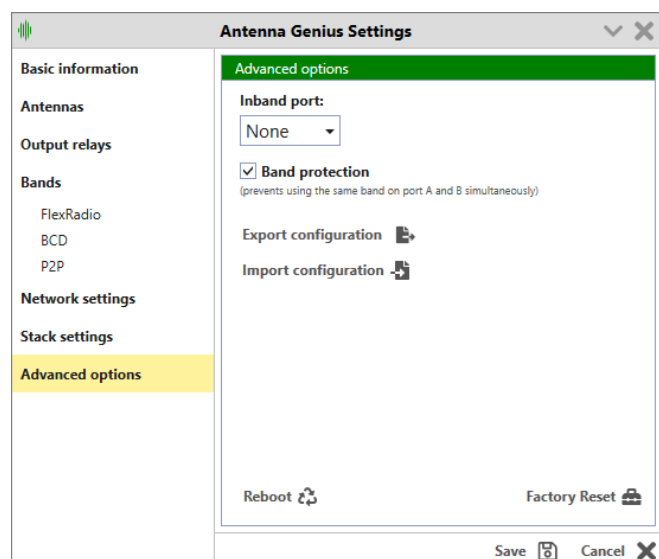 Antenna Genius Settings
Basic information
Antennas
Output relays
Bands
FlexRadio
BCD
P2P
Network settings
Stack settings
Advanced options
Advanced options
Inband port:
None
Band protection
(prevents using the same band on port A and B simultaneously)
Export configuration
Import configuration
Reboot
Factory Reset
Save
Cancel